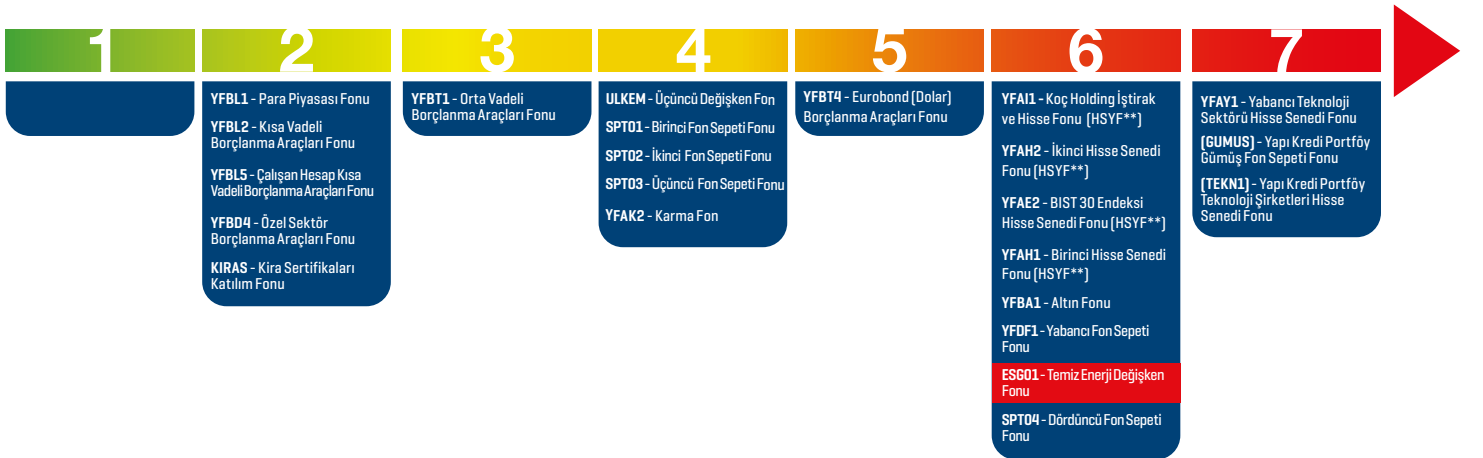 1
2
3
4
5
6
7
YFBL1 - Para Piyasası Fonu
YFBL2 - Kısa Vadeli
Borçlanma Araçları Fonu
YFBL5 - Çalışan Hesap Kısa
Vadeli Borçlanma Araçları Fonu
YFBD4 - Özel Sektör
Borçlanma Araçları Fonu
KIRAS - Kira Sertifikaları
Katılım Fonu
YFBT1 - Orta Vadeli
Borçlanma Araçları Fonu
ULKEM - Üçüncü Değişken Fon
SPT01 - Birinci Fon Sepeti Fonu
SPT02 - İkinci Fon Sepeti Fonu
SPT03 - Üçüncü Fon Sepeti Fonu
YFAK2 - Karma Fon
YFBT4 - Eurobond (Dolar)
Borçlanma Araçları Fonu
YFAI1 - Koç Holding İştirak
ve Hisse Fonu (HSYF**)
YFAH2 - İkinci Hisse Senedi
Fonu (HSYF**)
YFAE2 - BIST 30 Endeksi
Hisse Senedi Fonu (HSYF**)
YFAH1 - Birinci Hisse Senedi
Fonu (HSYF**)
YFBA1 - Altın Fonu
YFDF1 - Yabancı Fon Sepeti
Fonu
ESG01 - Temiz Enerji Değişken
Fonu
SPT04 - Dördüncü Fon Sepeti
Fonu
YFAY1 - Yabancı Teknoloji
Sektörü Hisse Senedi Fonu
(GUMUS) - Yapı Kredi Portföy
Gümüş Fon Sepeti Fonu
(TEKN1) - Yapı Kredi Portföy
Teknoloji Şirketleri Hisse
Senedi Fonu